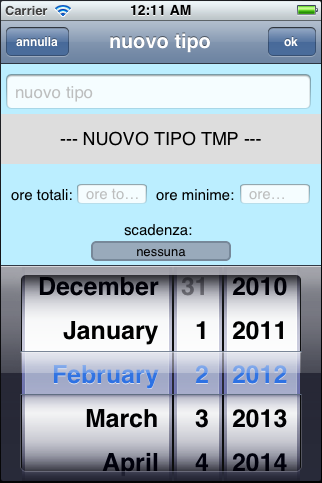 Carrier 12:11 AM
annulla nuovo tipo ok
nuovo tipo
--- NUOVO TIPO TMP ---
ore totali: ore to... ore minime: ore...
scadenza:
nessuna
December 31 2010
January 1 2011
February 2 2012
March 3 2013
April 4 2014